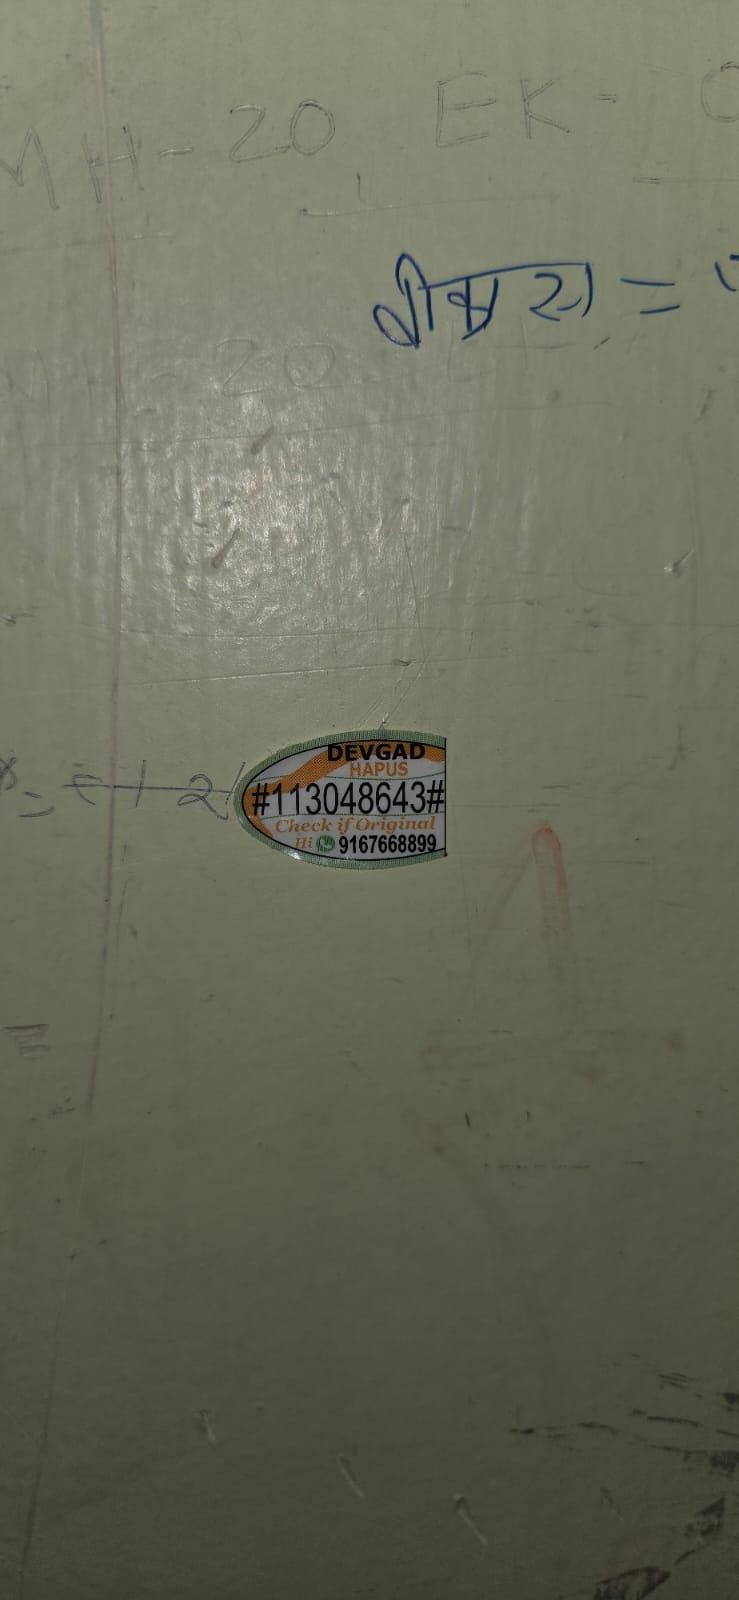 MH-20 EK-
MH-20
DEVGAD
HAPUS
#113048643#
Check if Original
Hi 9167668899